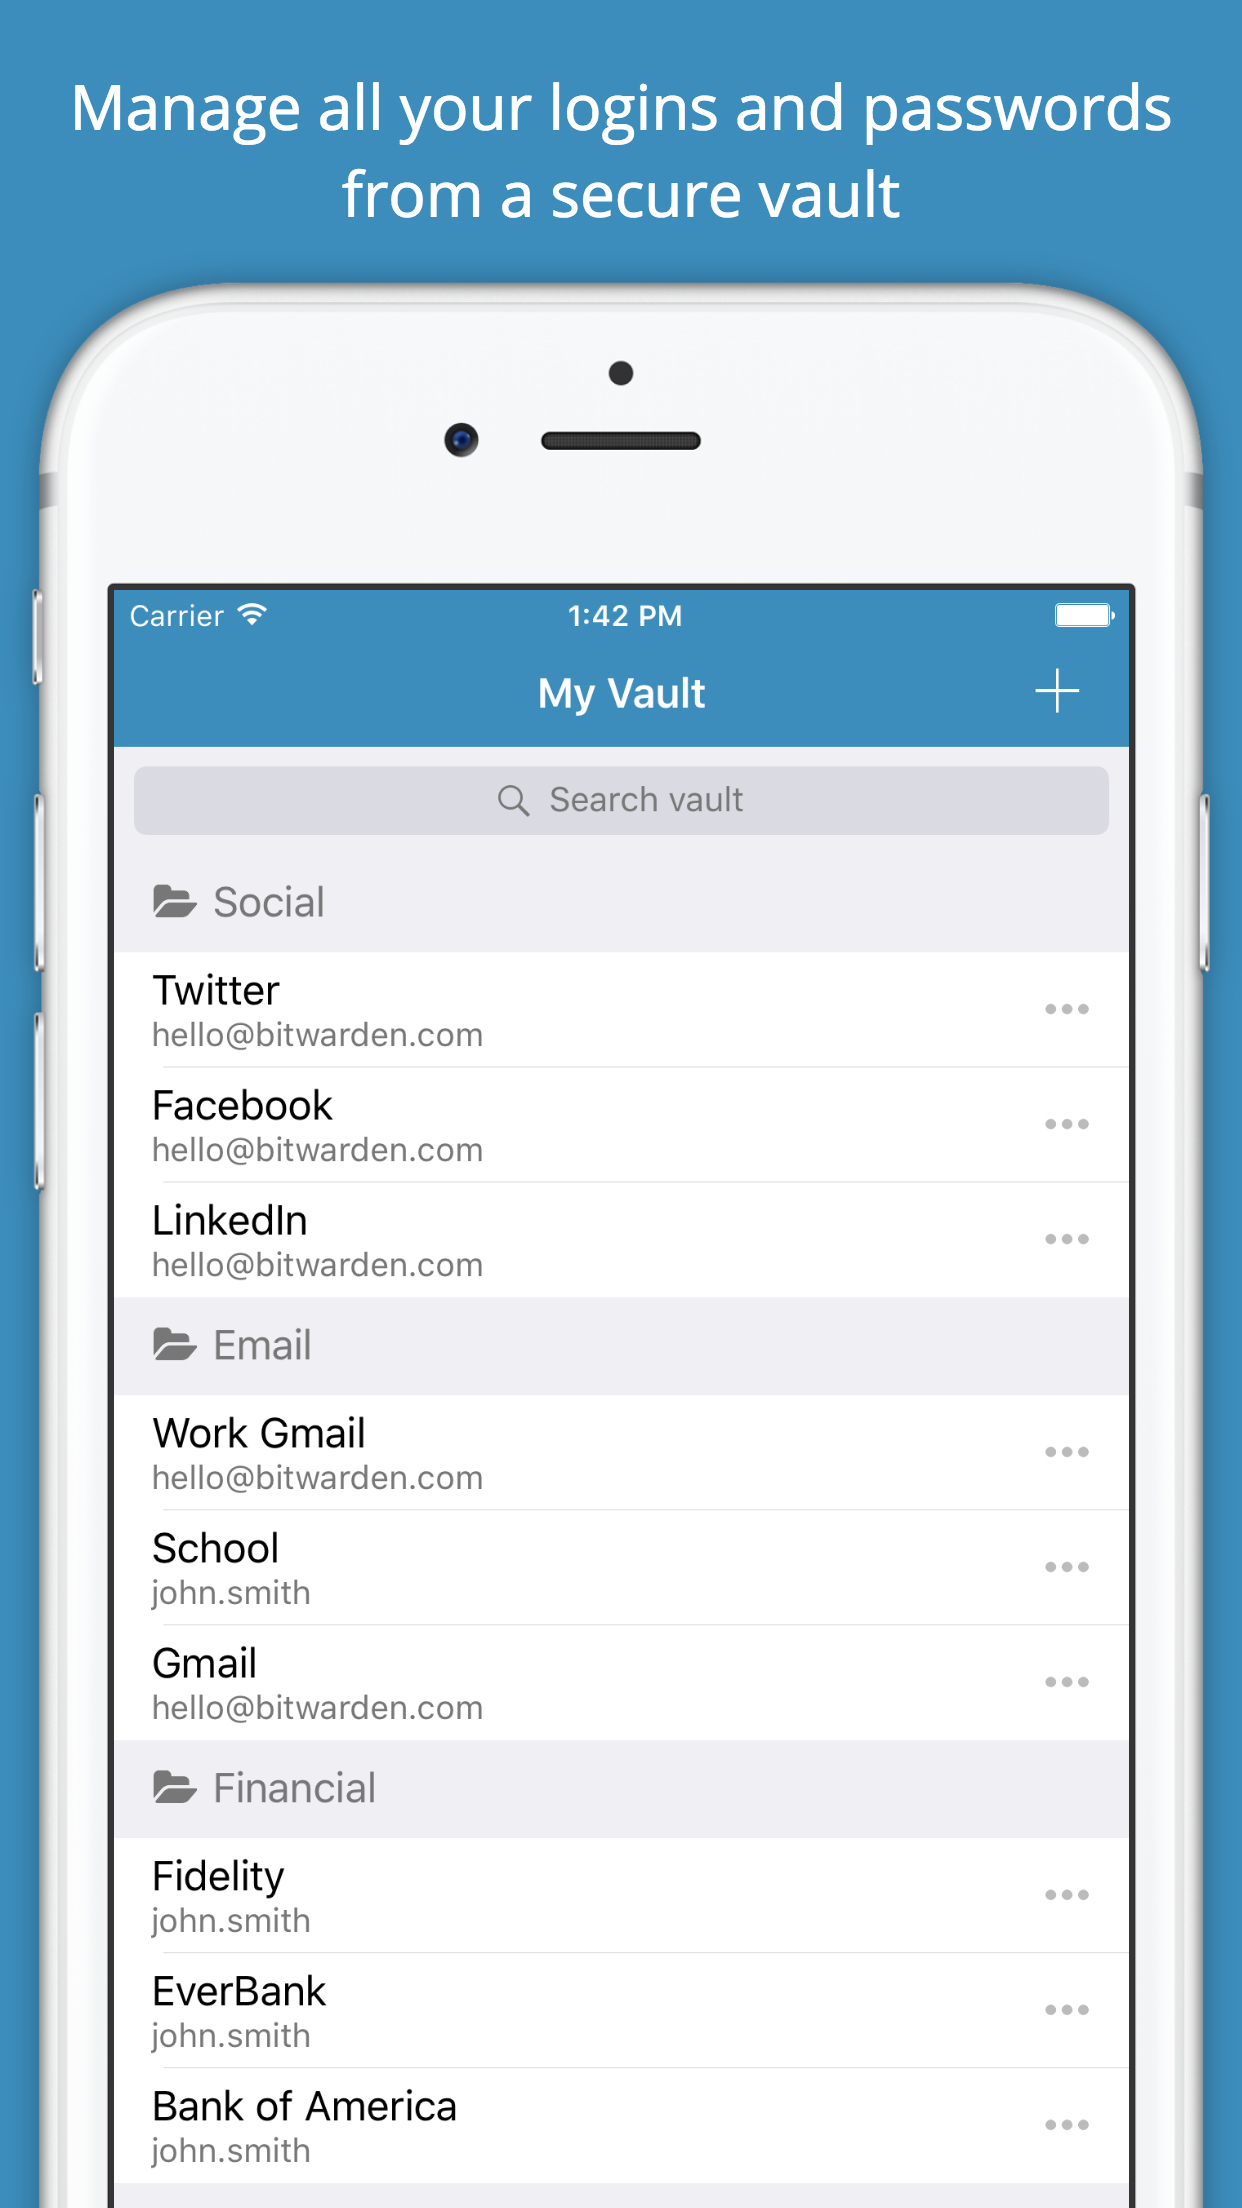 Manage all your logins and passwords
from a secure vault
Carrier 1:42 PM
My Vault
Search vault
Social
Twitter
hello@bitwarden.com
Facebook
hello@bitwarden.com
LinkedIn
hello@bitwarden.com
Email
Work Gmail
hello@bitwarden.com
School
john.smith
Gmail
hello@bitwarden.com
Financial
Fidelity
john.smith
EverBank
john.smith
Bank of America
john.smith